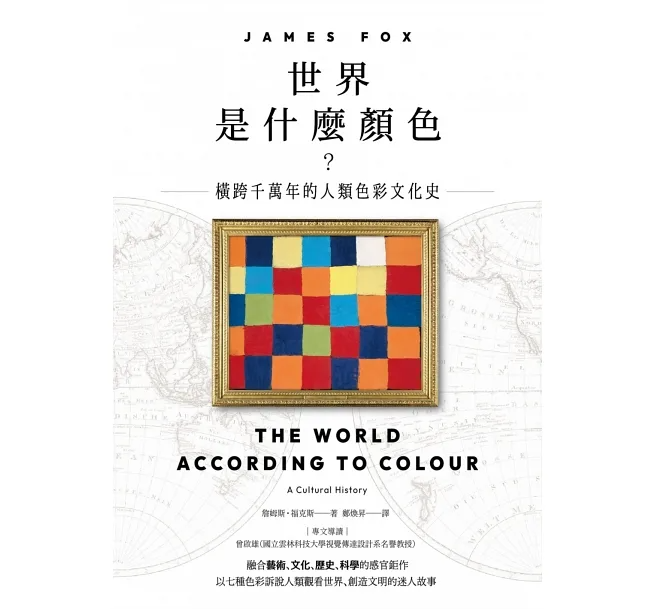 JAMES FOX
世界
是什麼顏色
?
橫跨千萬年的人類色彩文化史
THE WORLD
ACCORDING TO COLOUR
A Cultural History
詹姆斯・福克斯——著 鄭煥昇——譯
| 專文導讀 |
曾啟雄(國立雲林科技大學視覺傳達設計系名譽教授)
融合藝術、文化、歷史、科學的感官鉅作
以七種色彩訴說人類觀看世界、創造文明的迷人故事